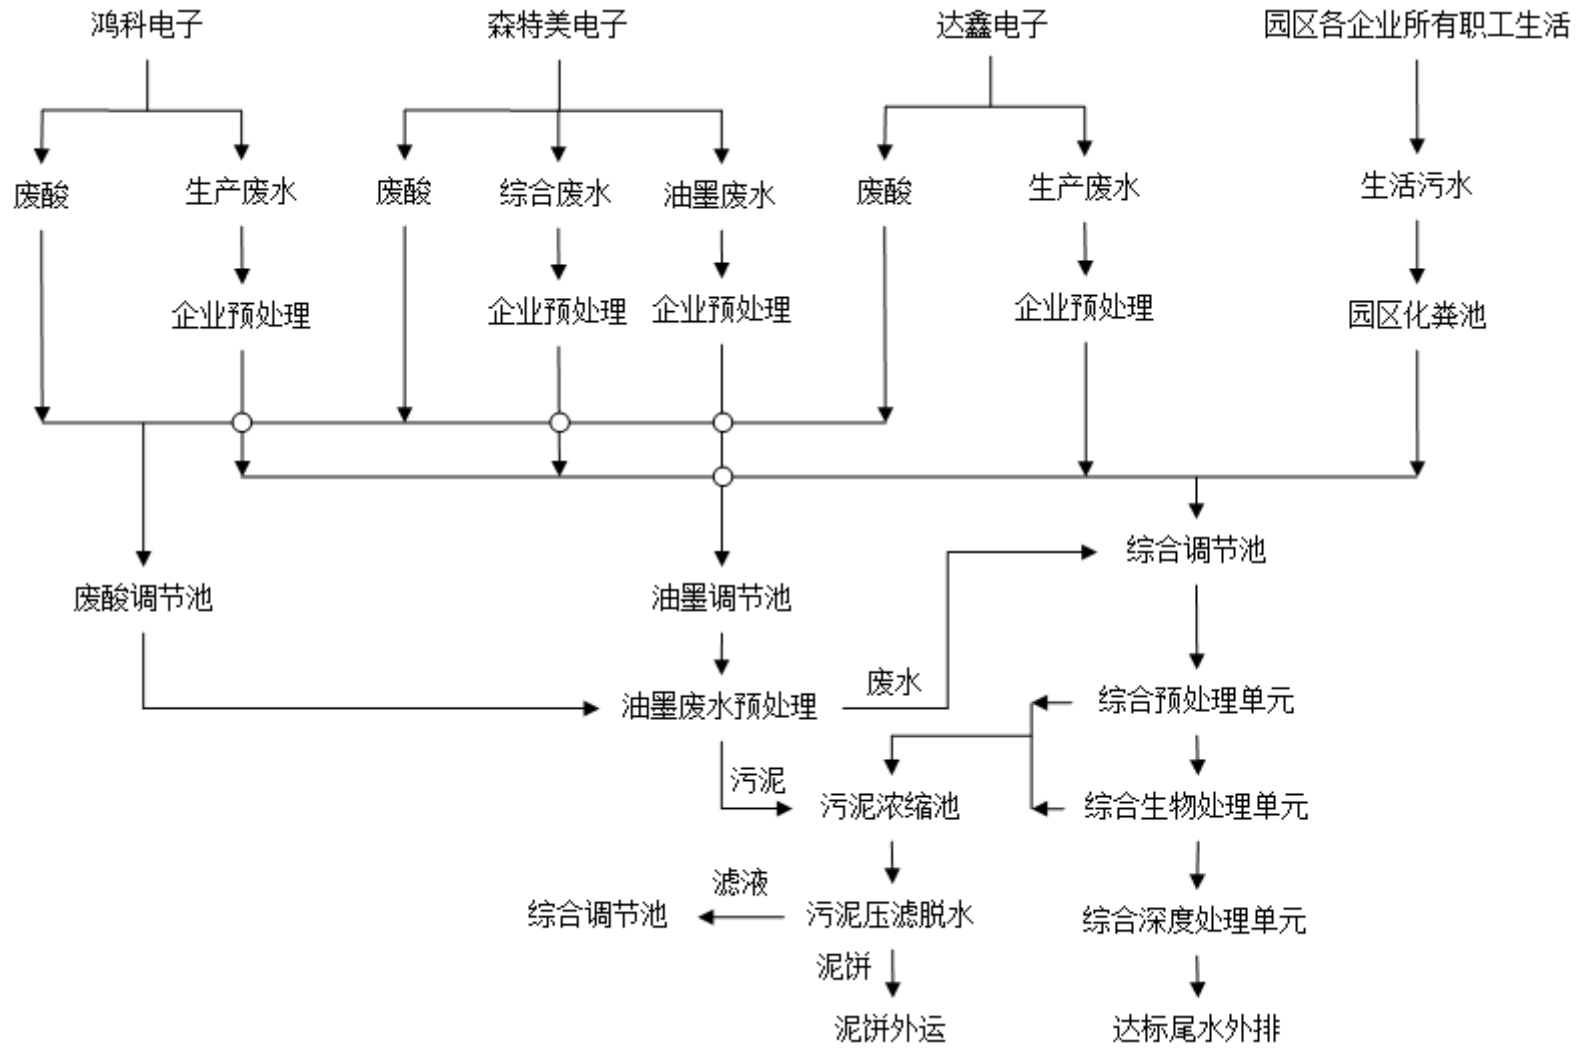 鸿科电子
森特美电子
达鑫电子
园区各企业所有职工生活
废酸
生产废水
废酸
综合废水
油墨废水
废酸
生产废水
生活污水
企业预处理
企业预处理
企业预处理
企业预处理
园区化粪池
综合调节池
废酸调节池
油墨调节池
废水
油墨废水预处理
综合预处理单元
污泥
污泥浓缩池
综合生物处理单元
滤液
综合调节池
污泥压滤脱水
综合深度处理单元
泥饼
泥饼外运
达标尾水外排